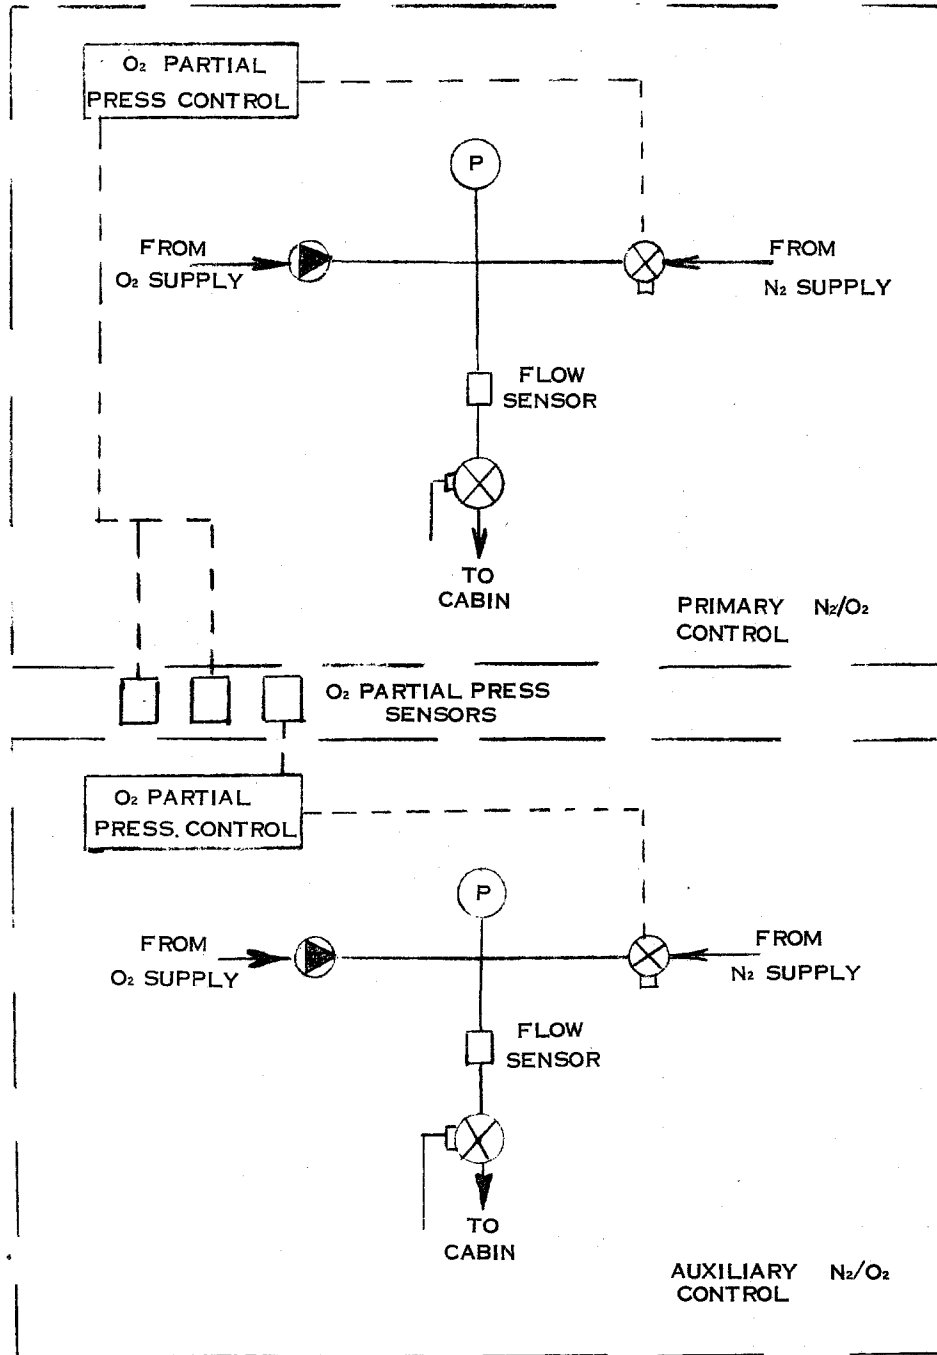 O₂ PARTIAL
PRESS CONTROL
P
FROM
O₂ SUPPLY
FROM
N₂ SUPPLY
FLOW
SENSOR
TO
CABIN
PRIMARY N₂/O₂
CONTROL
O₂ PARTIAL PRESS
SENSORS
O₂ PARTIAL
PRESS. CONTROL
P
FROM
O₂ SUPPLY
FROM
N₂ SUPPLY
FLOW
SENSOR
TO
CABIN
AUXILIARY N₂/O₂
CONTROL